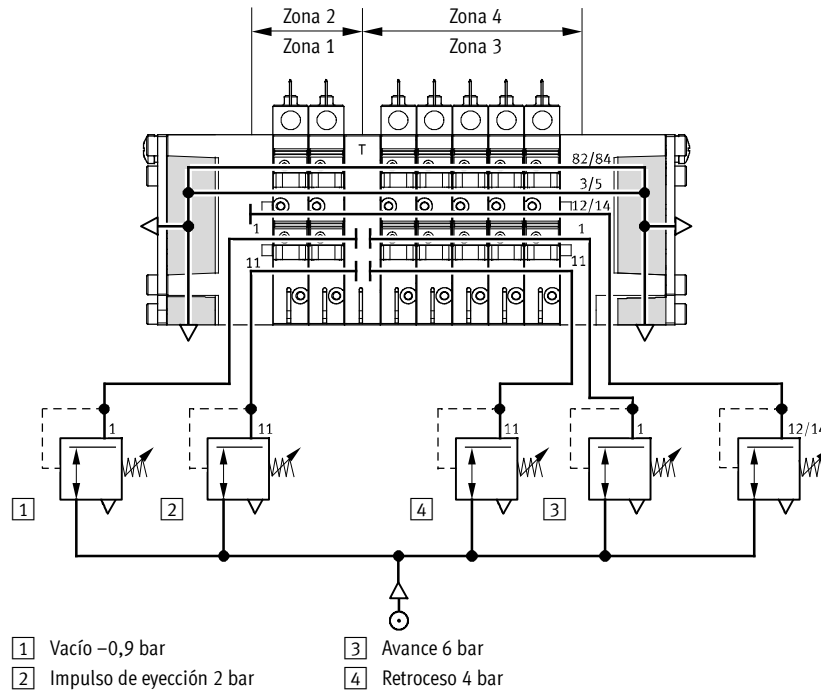 Zona 2 Zona 4
Zona 1 Zona 3
T
82/84
3/5
12/14
1 1
11 11
1 11 11 1 12/14
1 2 4 3
1 Vacío –0,9 bar
2 Impulso de eyección 2 bar
3 Avance 6 bar
4 Retroceso 4 bar